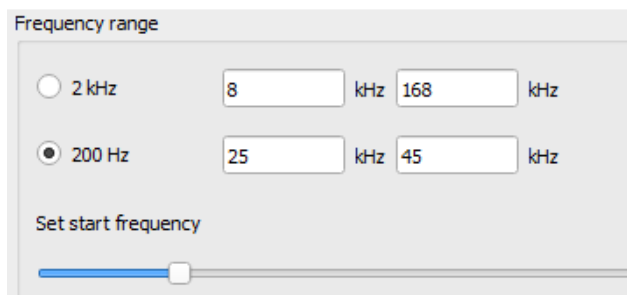 Frequency range
2 kHz 8 kHz 168 kHz
200 Hz 25 kHz 45 kHz
Set start frequency